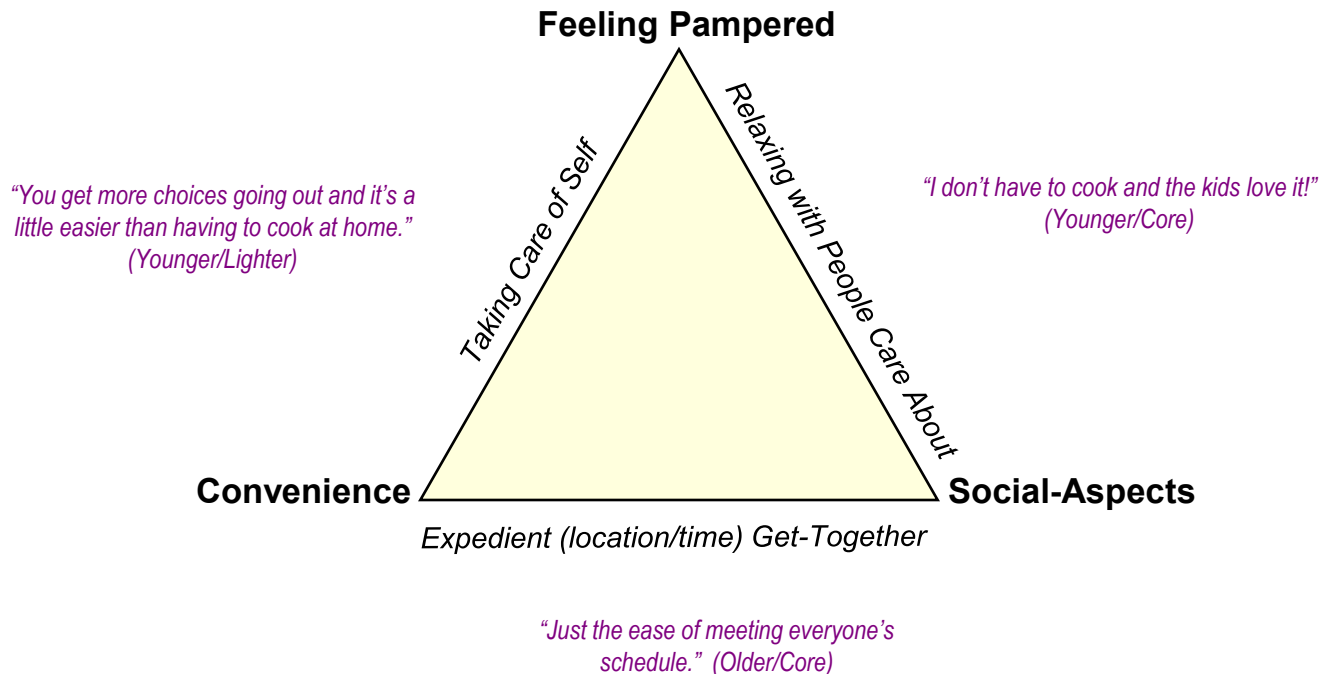 Feeling Pampered
Taking Care of Self
Relaxing with People Care About
“You get more choices going out and it’s a
little easier than having to cook at home.”
(Younger/Lighter)
“I don’t have to cook and the kids love it!”
(Younger/Core)
Convenience
Social-Aspects
Expedient (location/time) Get-Together
“Just the ease of meeting everyone’s
schedule.”  (Older/Core)